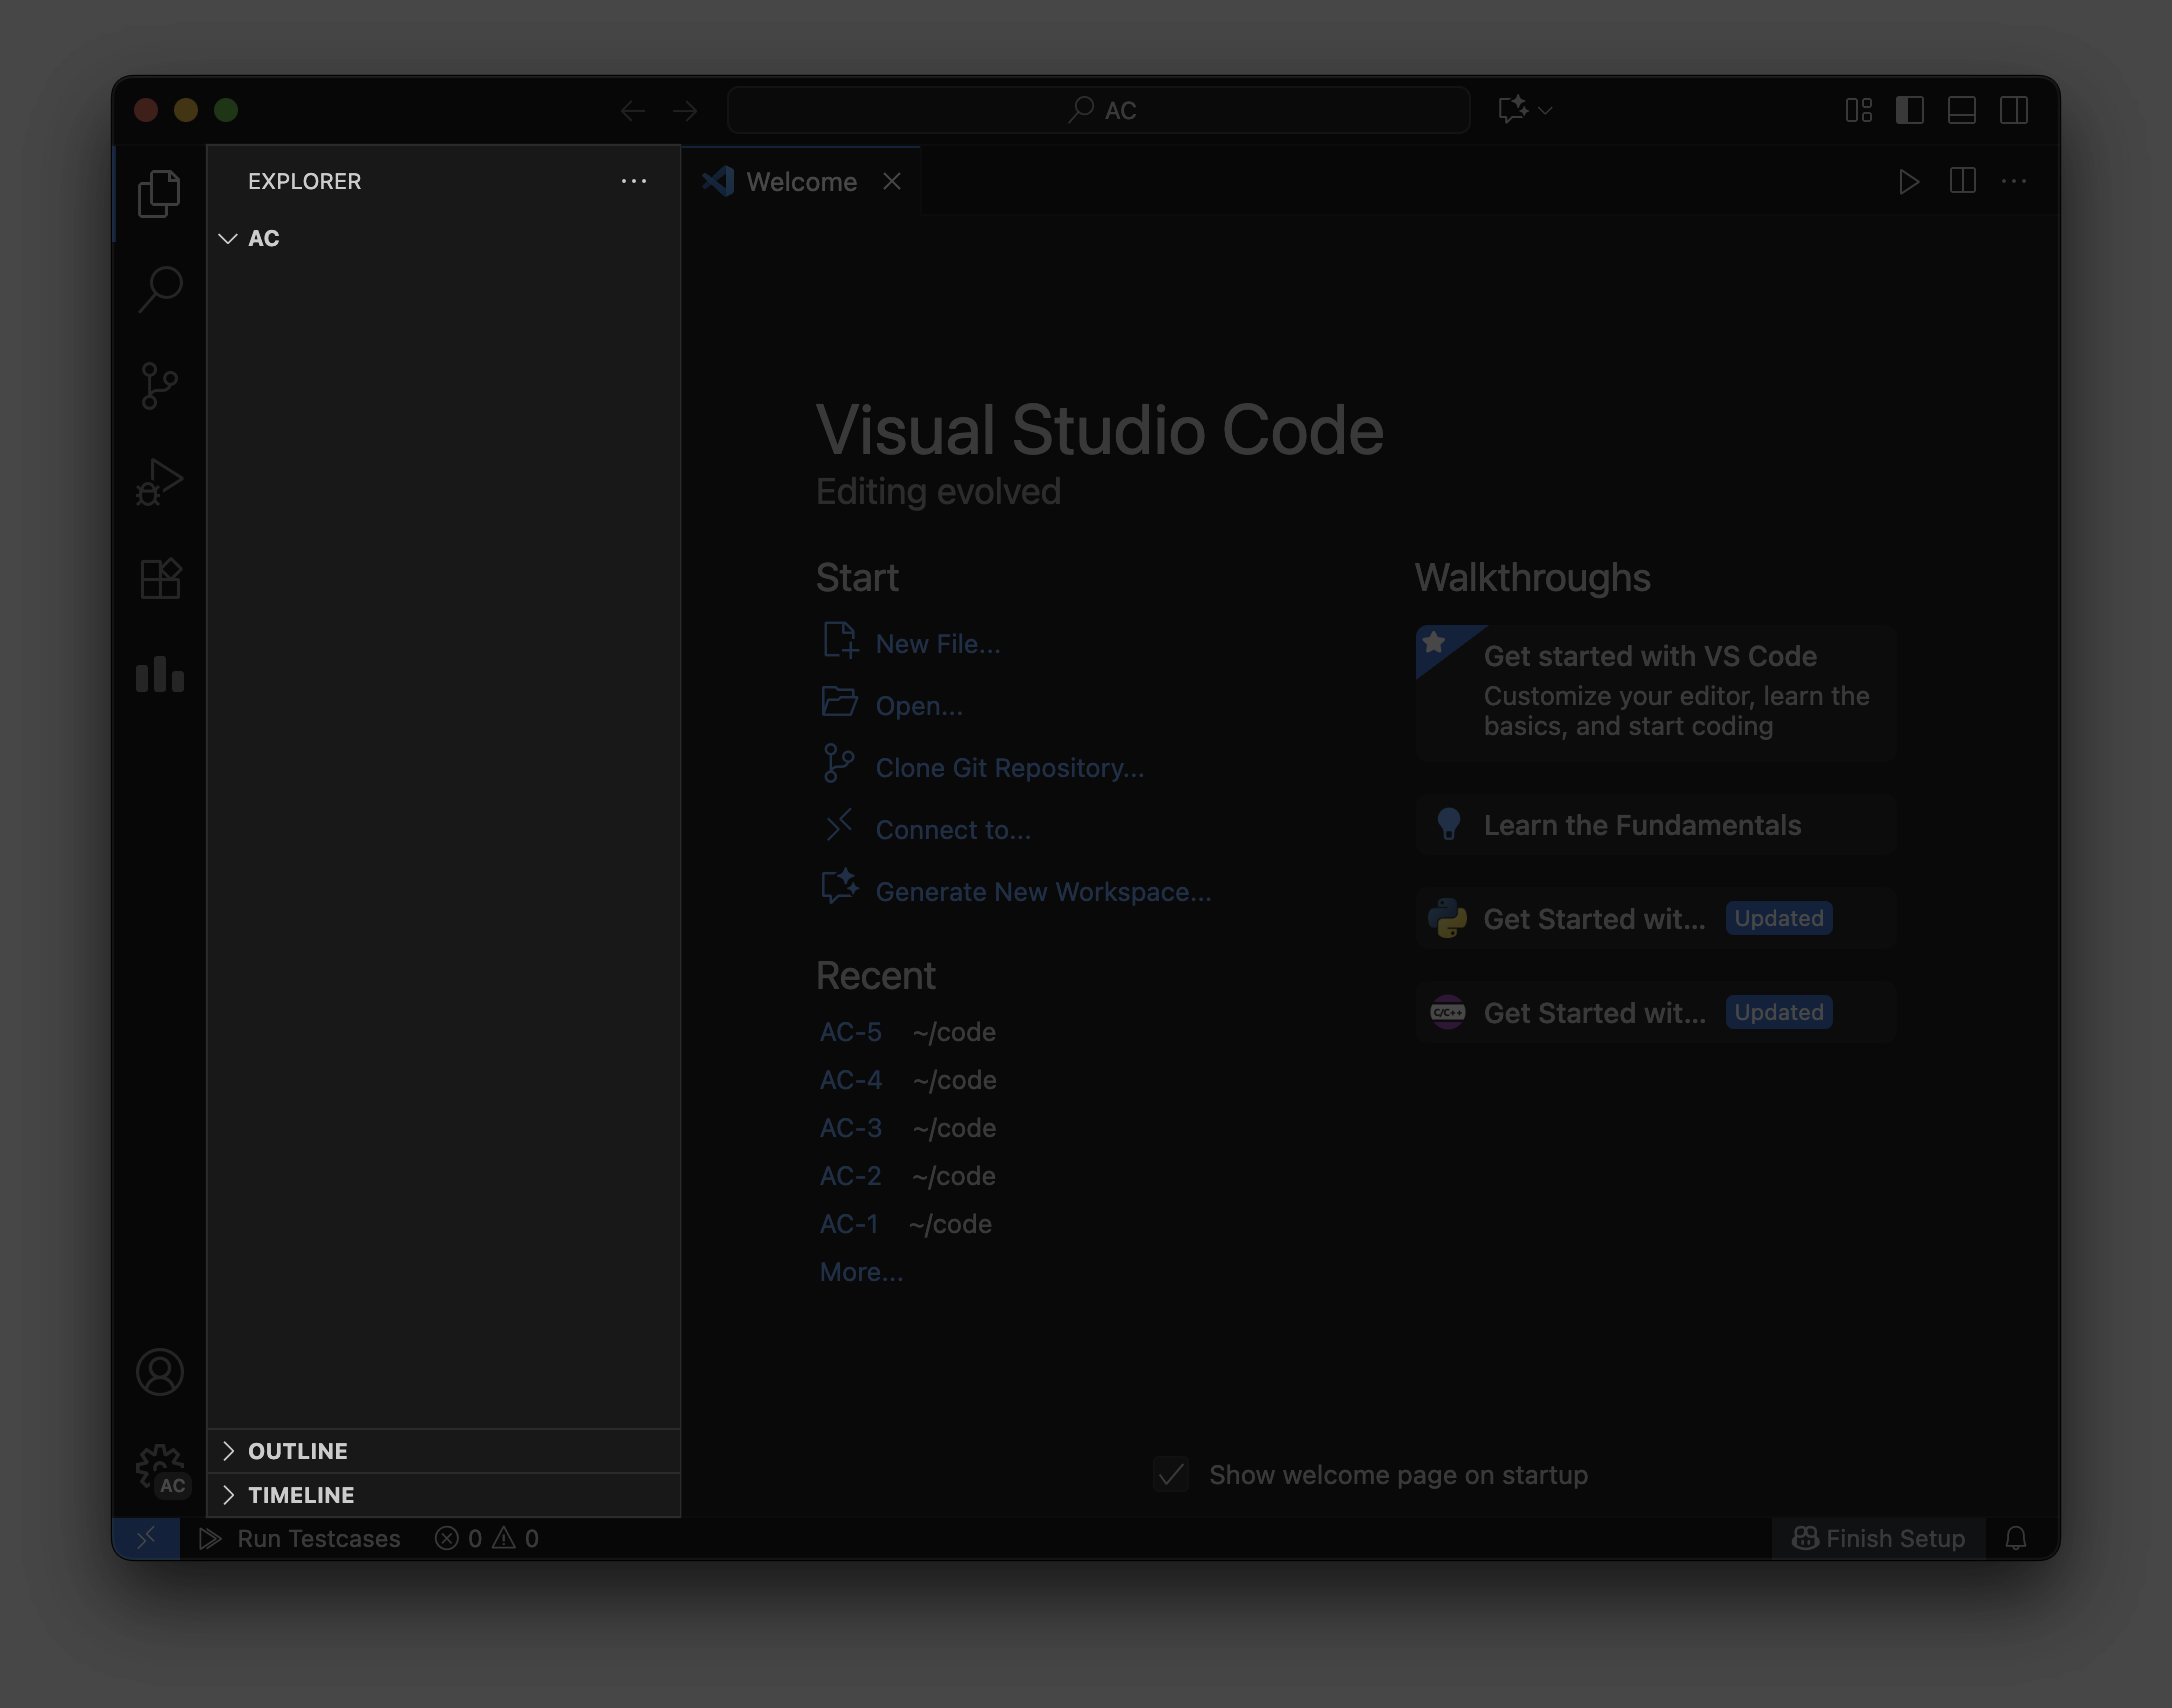 AC
EXPLORER
AC
OUTLINE
TIMELINE
AC
Welcome
Visual Studio Code
Editing evolved
Start
New File...
Open...
Clone Git Repository...
Connect to...
Generate New Workspace...
Recent
AC-5 ~/code
AC-4 ~/code
AC-3 ~/code
AC-2 ~/code
AC-1 ~/code
More...
Walkthroughs
Get started with VS Code
Customize your editor, learn the
basics, and start coding
Learn the Fundamentals
Get Started wit... Updated
C/C++ Get Started wit... Updated
Show welcome page on startup
Run Testcases 0 0
Finish Setup